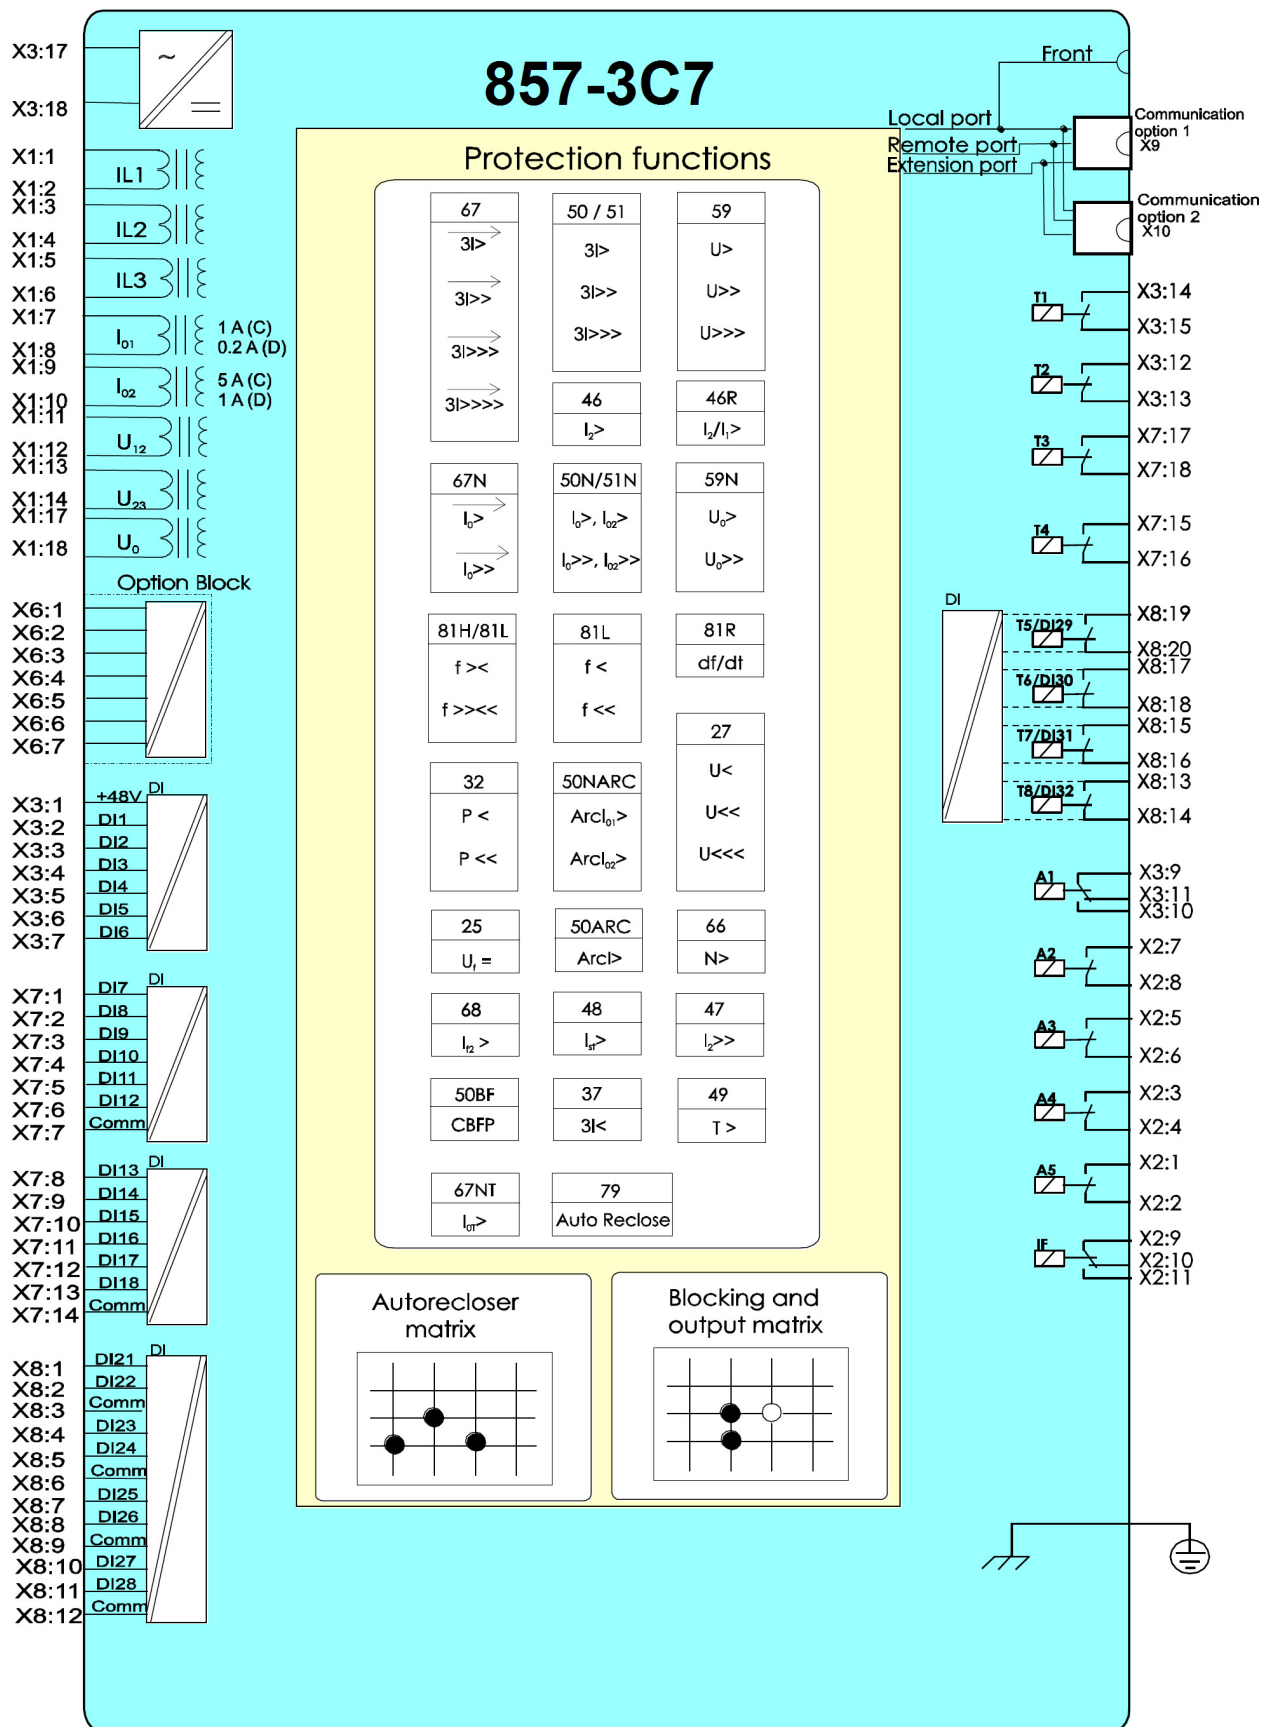 857-3C7
X3:17
~
X3:18
X1:1
IL1
X1:2
X1:3
IL2
X1:4
X1:5
IL3
X1:6
X1:7
I01
1 A (C)
0.2 A (D)
X1:8
X1:9
I02
5 A (C)
1 A (D)
X1:10
X1:11
U12
X1:12
X1:13
U23
X1:14
X1:17
U0
X1:18
Option Block
X6:1
X6:2
X6:3
X6:4
X6:5
X6:6
X6:7
DI
X3:1 +48V
X3:2 DI1
X3:3 DI2
X3:4 DI3
X3:5 DI4
X3:6 DI5
X3:7 DI6
DI
X7:1 DI7
X7:2 DI8
X7:3 DI9
X7:4 DI10
X7:5 DI11
X7:6 DI12
X7:7 Comm
DI
X7:8 DI13
X7:9 DI14
X7:10 DI15
X7:11 DI16
X7:12 DI17
X7:13 DI18
X7:14 Comm
DI
X8:1 DI21
X8:2 DI22
X8:3 Comm
X8:4 DI23
X8:5 DI24
X8:6 Comm
X8:7 DI25
X8:8 DI26
X8:9 Comm
X8:10 DI27
X8:11 DI28
X8:12 Comm
Protection functions
67
3I>
3I>>
3I>>>
3I>>>>
50 / 51
3I>
3I>>
3I>>>
59
U>
U>>
U>>>
46
I2>
46R
I2/I1>
67N
I0>
I0>>
50N/51N
I0>, I02>
I0>>, I02>>
59N
U0>
U0>>
81H/81L
f ><
f >><<
81L
f <
f <<
81R
df/dt
27
U<
U<<
U<<<
32
P <
P <<
50NARC
ArcI01>
ArcI02>
25
Uf =
50ARC
ArcI>
66
N>
68
If2 >
48
Ist>
47
I2>>
50BF
CBFP
37
3I<
49
T >
67NT
I0T>
79
Auto Reclose
Autorecloser
matrix
Blocking and
output matrix
Front
Local port
Remote port
Extension port
Communication
option 1
X9
Communication
option 2
X10
T1
X3:14
X3:15
T2
X3:12
X3:13
T3
X7:17
X7:18
T4
X7:15
X7:16
DI
T5/DI29
X8:19
X8:20
T6/DI30
X8:17
X8:18
T7/DI31
X8:15
X8:16
T8/DI32
X8:13
X8:14
A1
X3:9
X3:11
X3:10
A2
X2:7
X2:8
A3
X2:5
X2:6
A4
X2:3
X2:4
A5
X2:1
X2:2
IF
X2:9
X2:10
X2:11